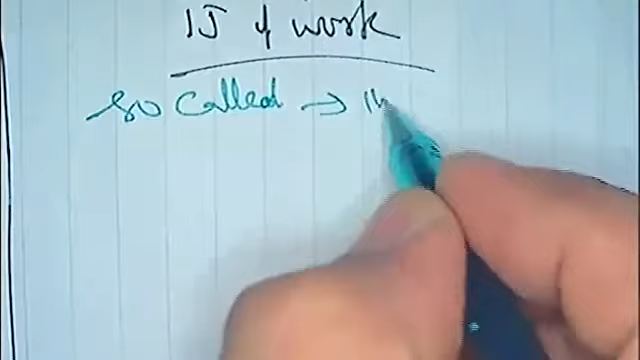 1J of work
so called →